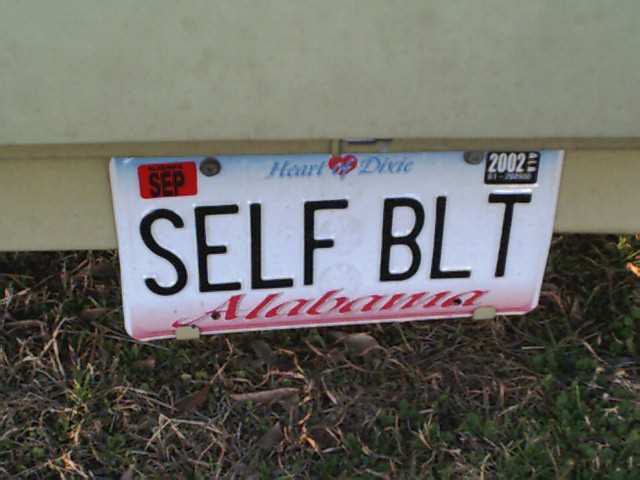 SEP
Heart of Dixie
2002
SELF BLT
Alabama